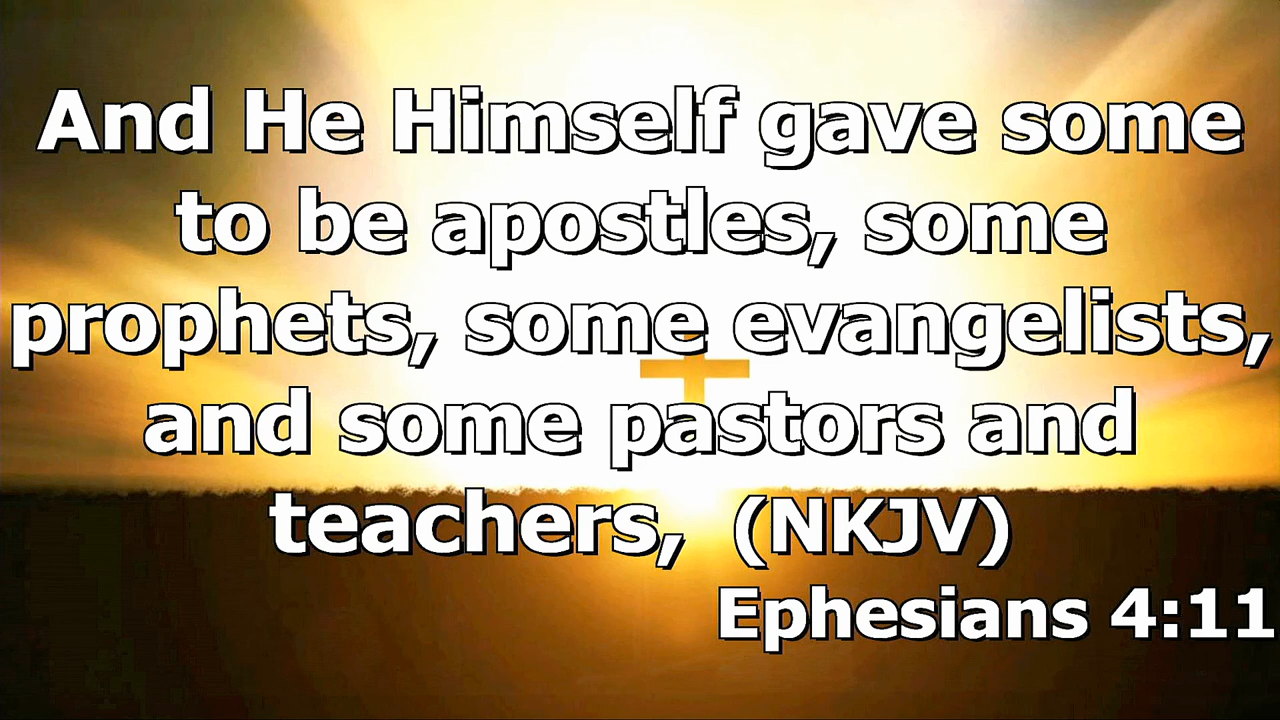 And He Himself gave some
to be apostles, some
prophets, some evangelists,
and some pastors and
teachers, (NKJV)
Ephesians 4:11